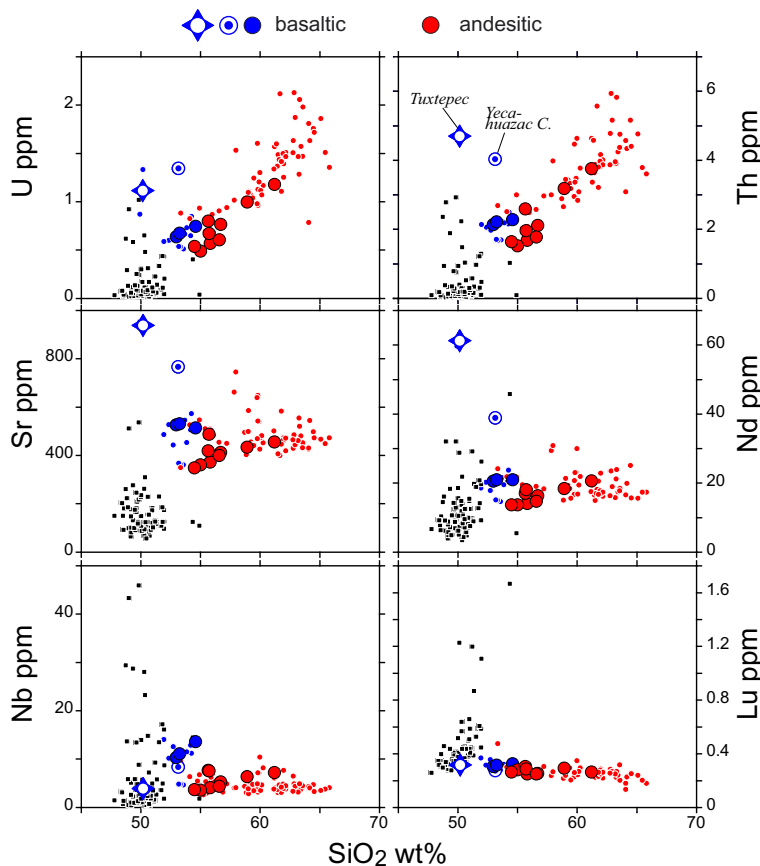 basaltic
andesitic
U ppm
2
1
0
Tuxtepec
Yeca-
huazac C.
6
4
2
0
Th ppm
Sr ppm
800
400
0
60
40
20
0
Nd ppm
Nb ppm
40
20
0
50
60
70
1.6
1.2
0.8
0.4
0
Lu ppm
50
60
70
SiO2 wt%